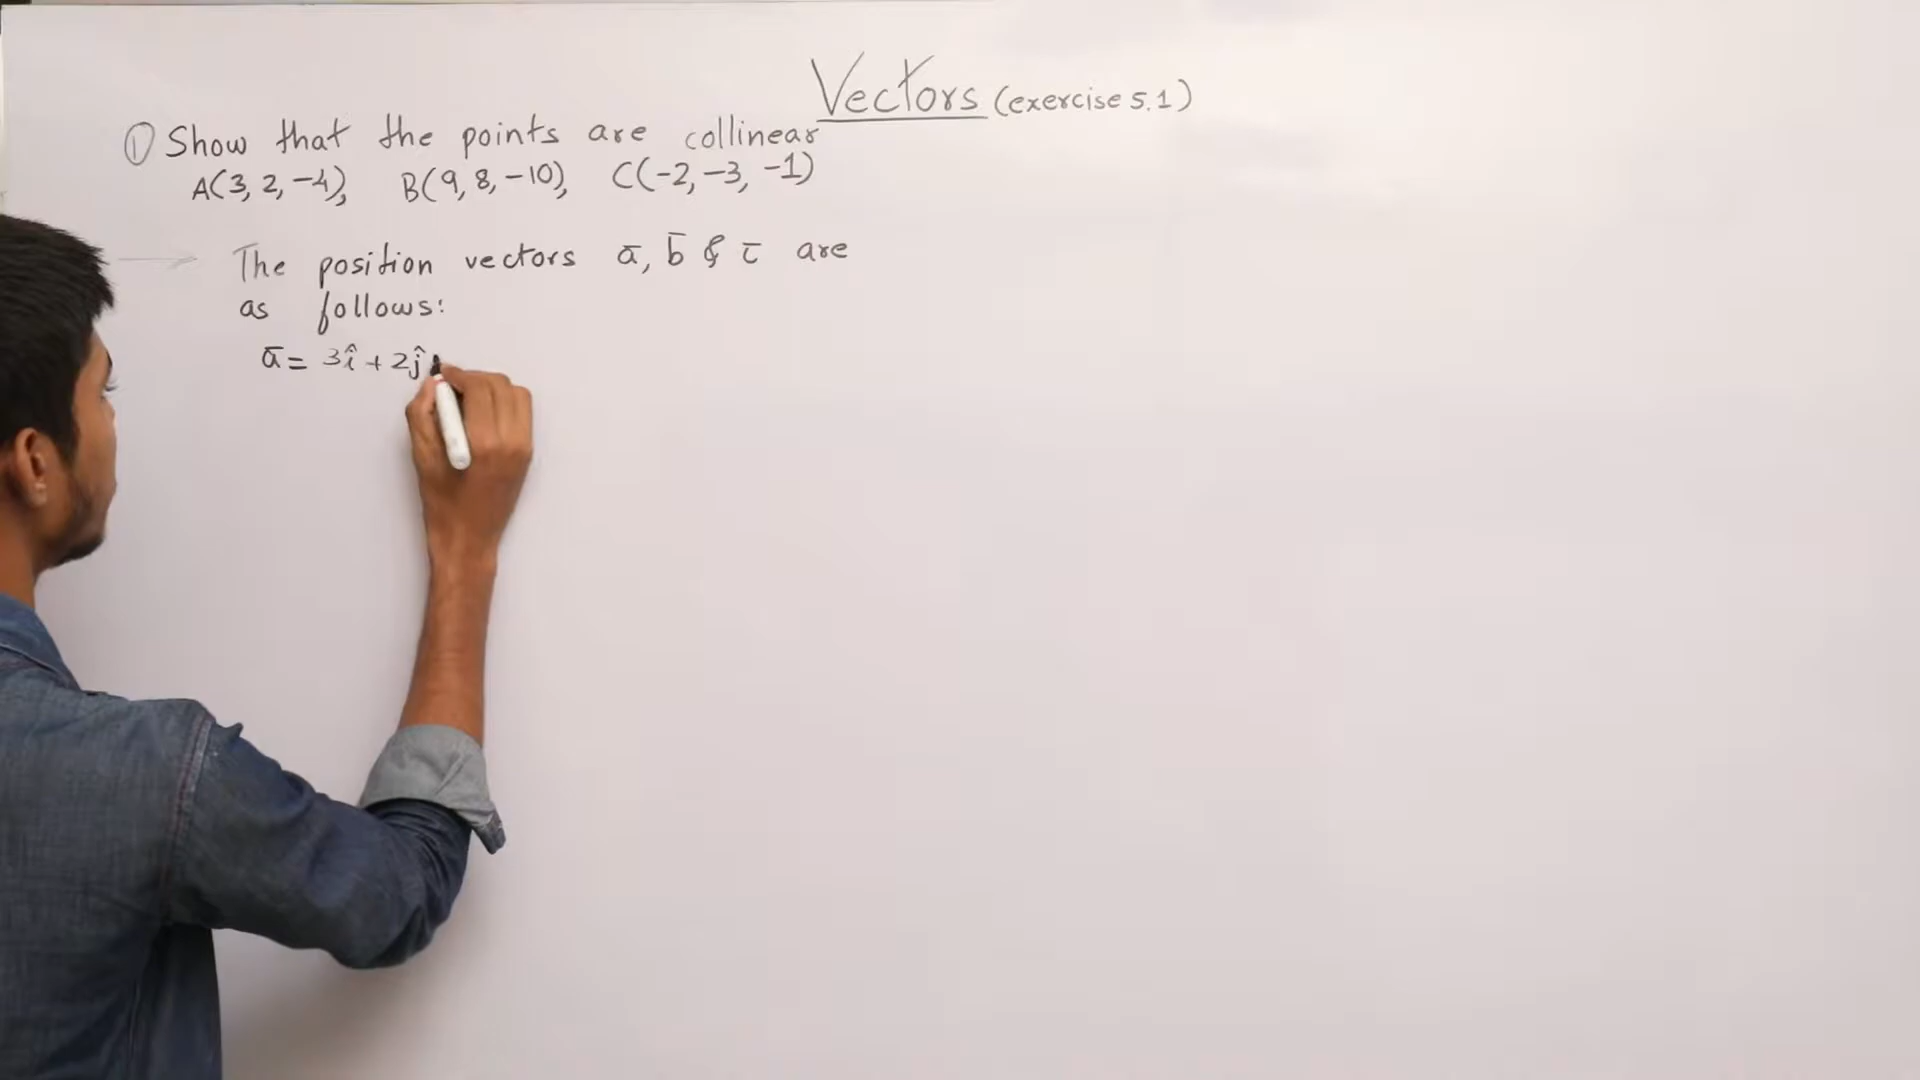 Vectors (exercise 5.1)
① Show that the points are collinear
A(3, 2, -4), B(9, 8, -10), C(-2, -3, -1)
The position vectors a̅, b̅ & c̅ are
as follows:
a̅ = 3î + 2ĵ